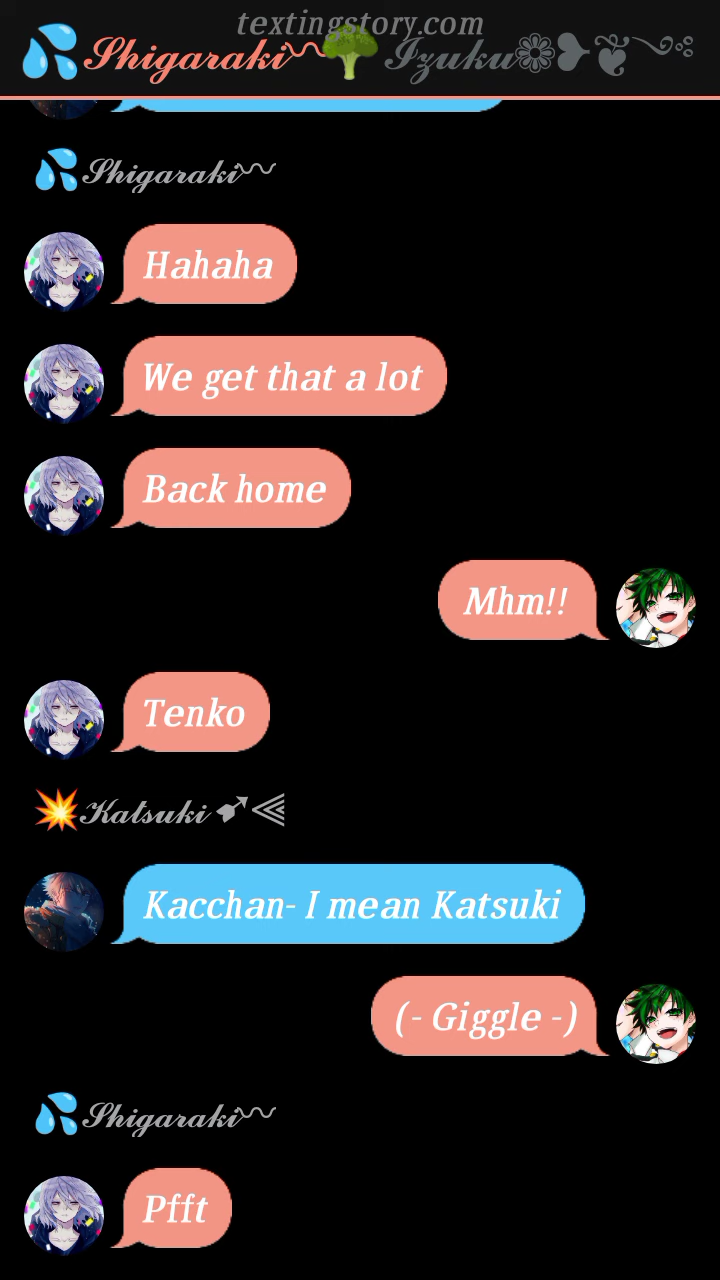 textingstory.com
💦Shigaraki〰🥦Izuku❁❥❦〜
💦Shigaraki〰
Hahaha
We get that a lot
Back home
Mhm!!
Tenko
💥Katsuki ➹⫷
Kacchan- I mean Katsuki
(- Giggle -)
💦Shigaraki〰
Pfft